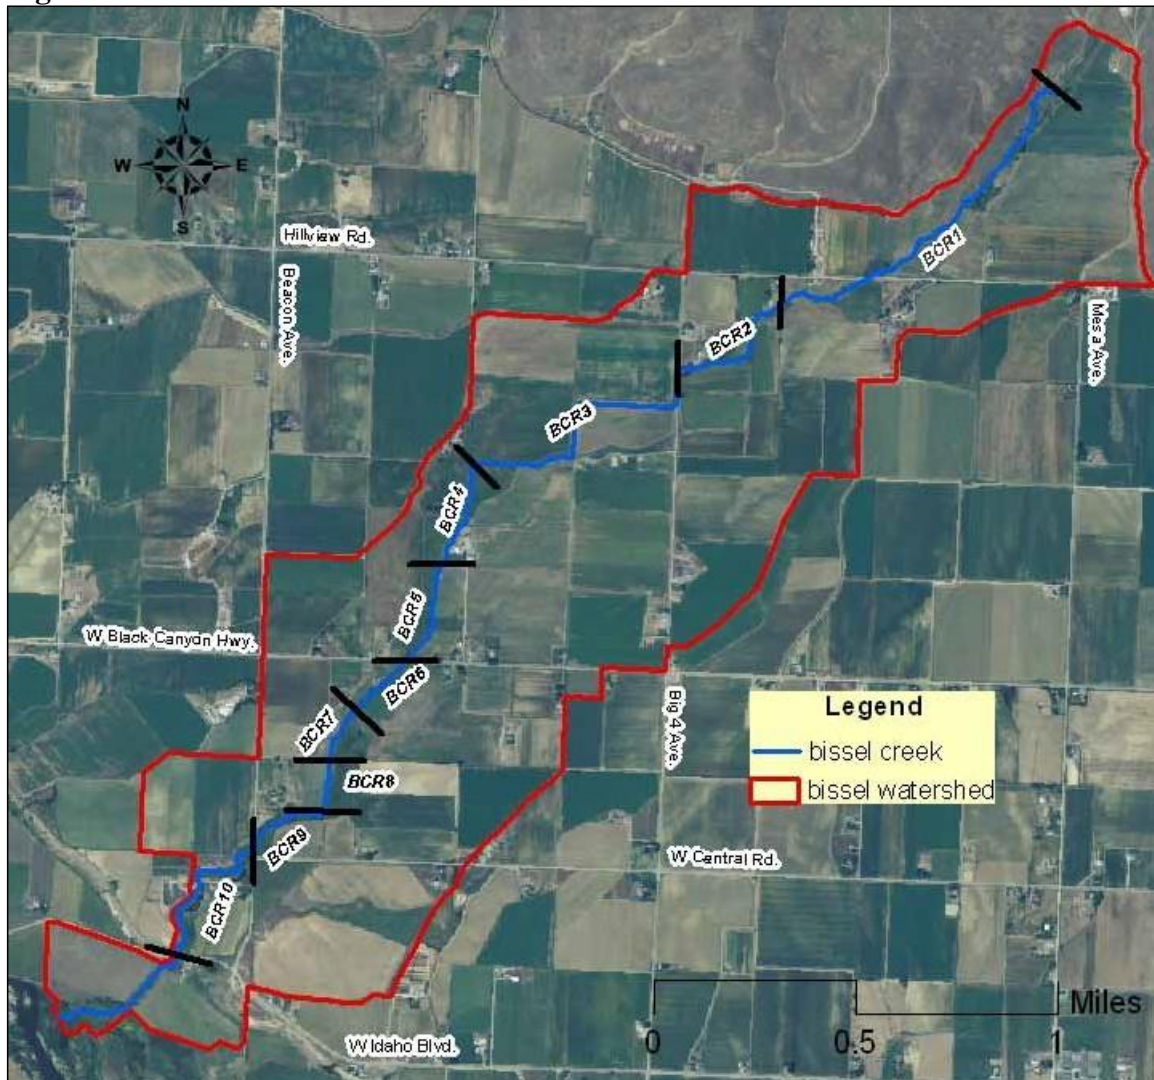 N
W
E
S
Hillview Rd.
Beacon Ave.
BCR1
Mesa Ave.
BCR2
BCR3
BCR4
BCR5
W Black Canyon Hwy.
BCR6
BCR7
Big 4 Ave.
Legend
bissel creek
bissel watershed
BCR8
BCR9
W Central Rd.
BCR10
W Idaho Blvd.
Miles
0
0.5
1